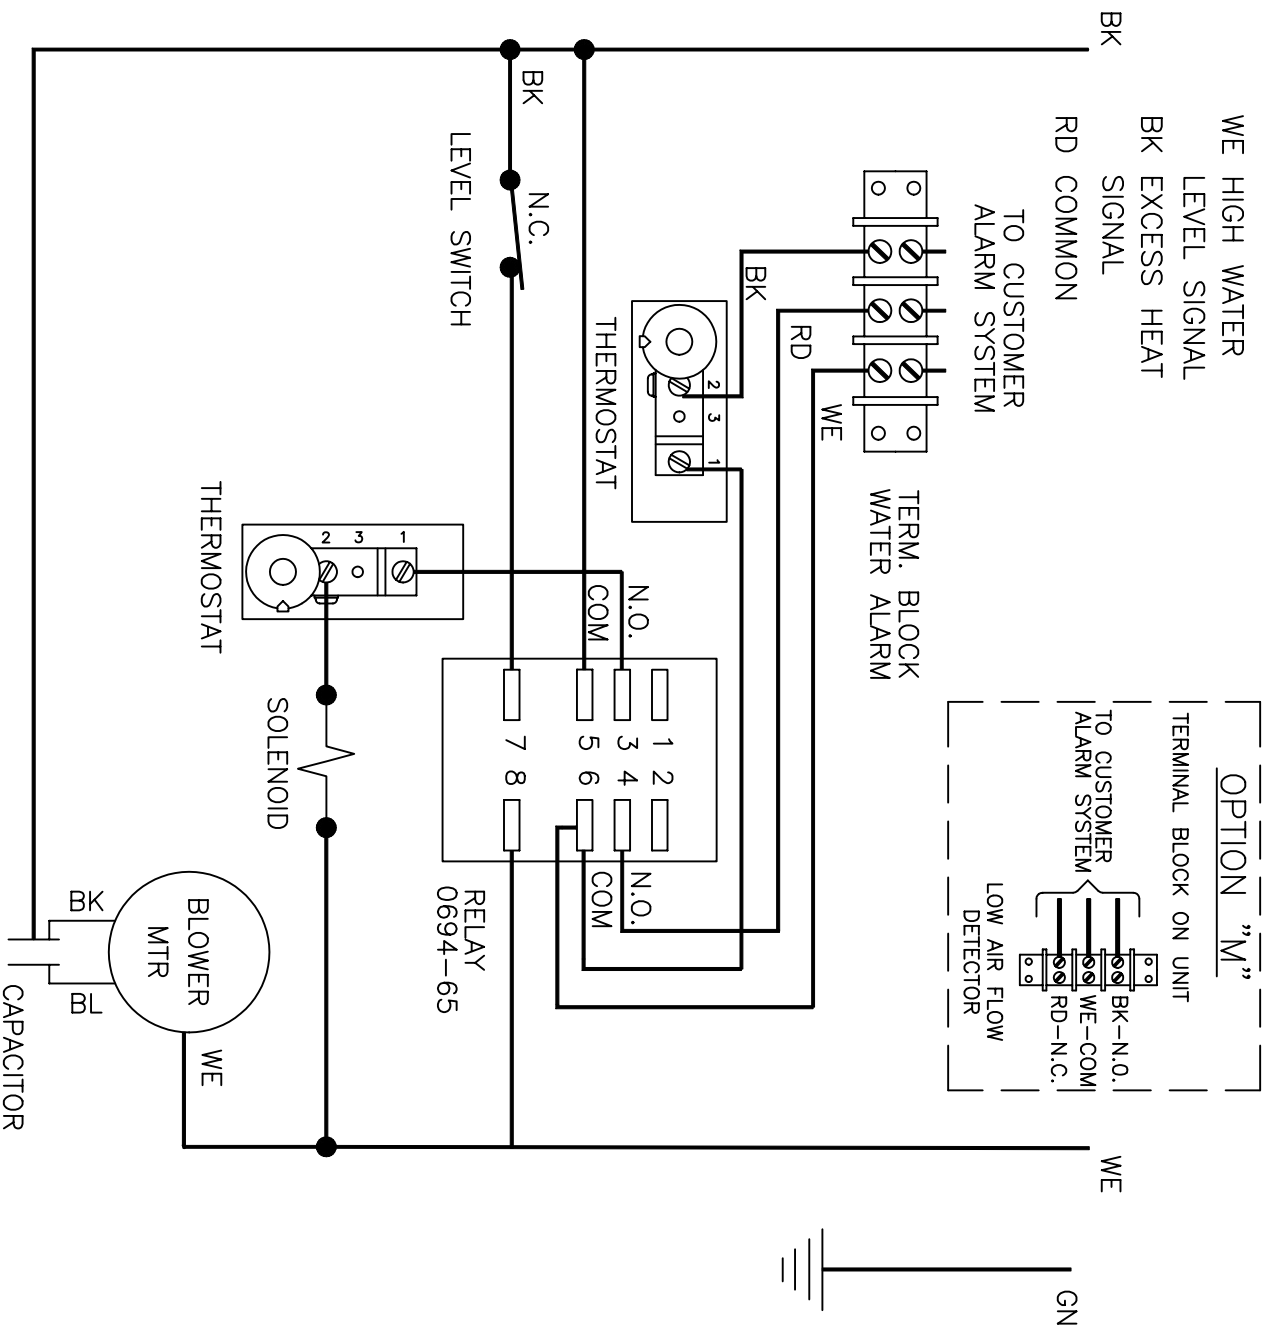 BK
WE
GN
WE HIGH WATER
LEVEL SIGNAL
BK EXCESS HEAT
SIGNAL
RD COMMON
OPTION "M"
TERMINAL BLOCK ON UNIT
TO CUSTOMER
ALARM SYSTEM
BK-N.O.
WE-COM
RD-N.C.
LOW AIR FLOW
DETECTOR
TO CUSTOMER
ALARM SYSTEM
TERM. BLOCK
WATER ALARM
BK
RD
WE
2
3
1
THERMOSTAT
BK
N.C.
LEVEL SWITCH
N.O.
COM
1 2
3 4
5 6
7 8
N.O.
COM
RELAY
0694-65
2 3 1
THERMOSTAT
SOLENOID
BLOWER
MTR
WE
BK
BL
CAPACITOR